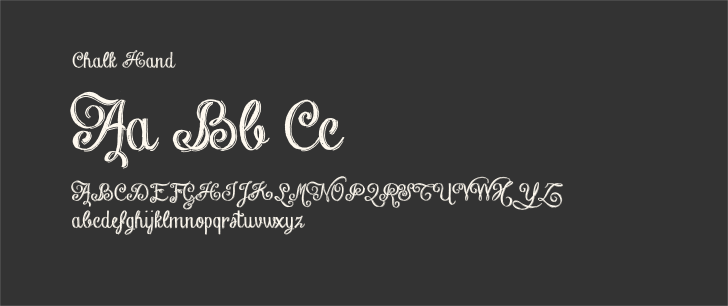 Chalk Hand
Aa Bb Cc
ABCDEFGHIJKLMNOPQRSTUVWXYZ
abcdefghijklmnopqrstuvwxyz